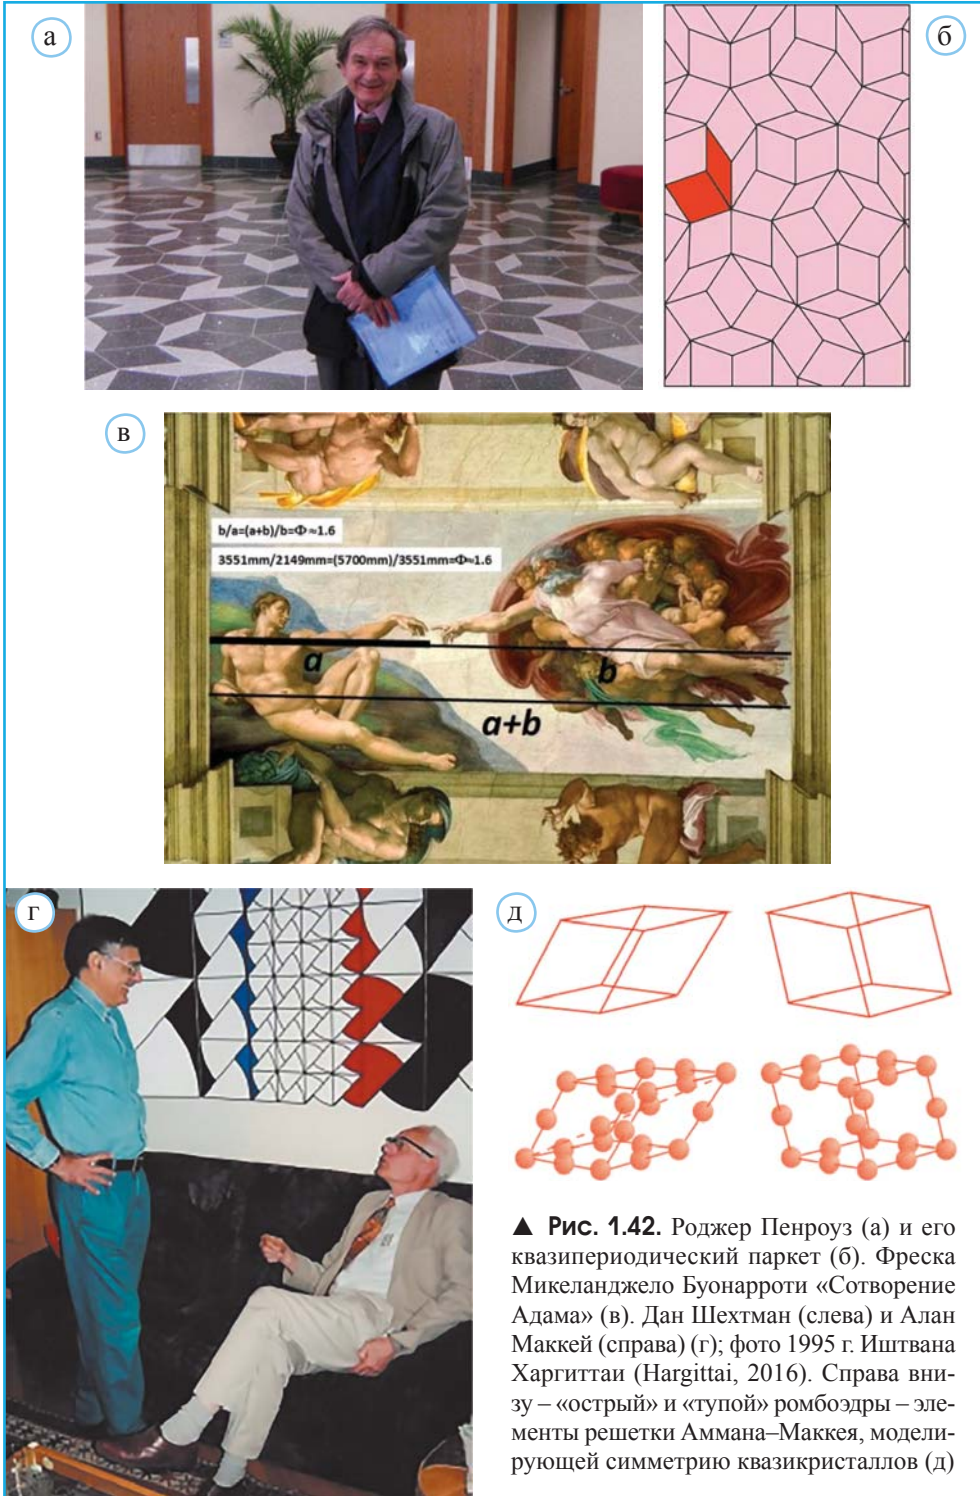 а
б
в
b/a=(a+b)/b=Ф≈1.6
3551mm/2149mm=(5700mm)/3551mm=Ф≈1.6
a
b
a+b
г
д
▲ Рис. 1.42. Роджер Пенроуз (а) и его
квазипериодический паркет (б). Фреска
Микеланджело Буонарроти «Сотворение
Адама» (в). Дан Шехтман (слева) и Алан
Маккей (справа) (г); фото 1995 г. Иштвана
Харгиттаи (Hargittai, 2016). Справа вни-
зу – «острый» и «тупой» ромбоэдры – эле-
менты решетки Аммана–Маккея, модели-
рующей симметрию квазикристаллов (д)